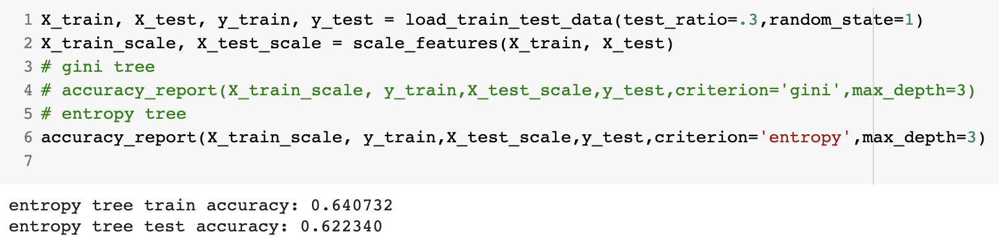 1 X_train, X_test, y_train, y_test = load_train_test_data(test_ratio=.3,random_state=1)
2 X_train_scale, X_test_scale = scale_features(X_train, X_test)
3 # gini tree
4 # accuracy_report(X_train_scale, y_train,X_test_scale,y_test,criterion='gini',max_depth=3)
5 # entropy tree
6 accuracy_report(X_train_scale, y_train,X_test_scale,y_test,criterion='entropy',max_depth=3)
7
entropy tree train accuracy: 0.640732
entropy tree test accuracy: 0.622340